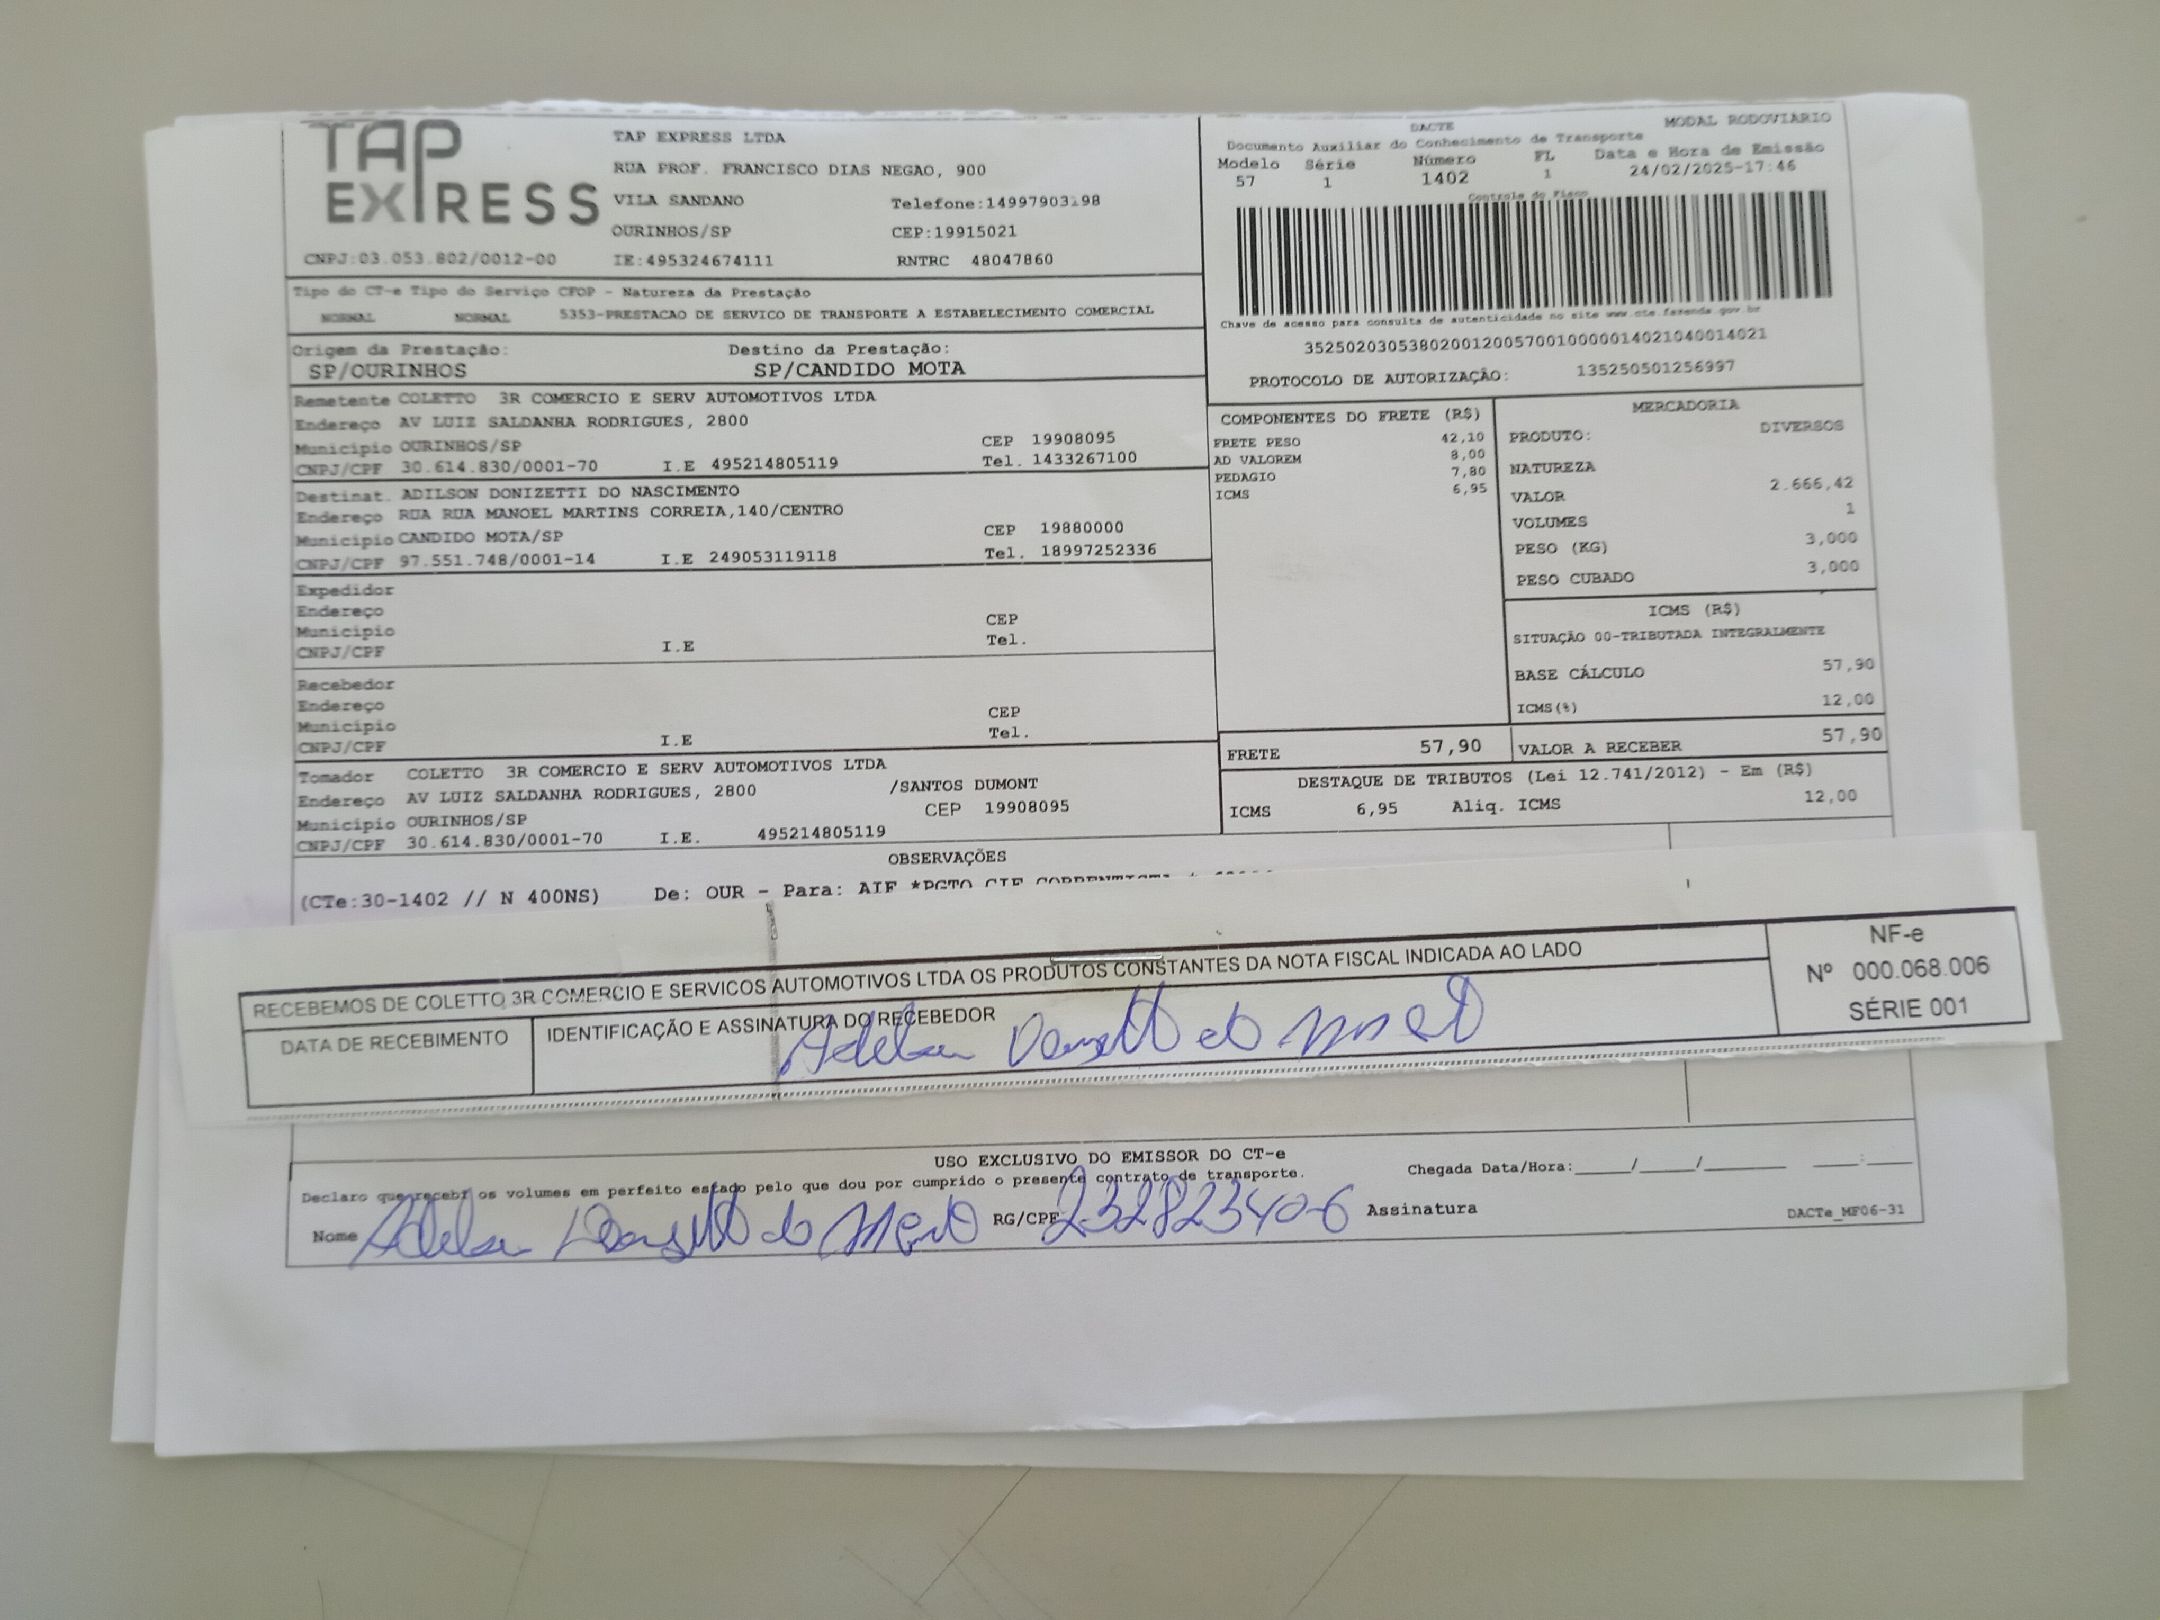 TAP EXPRESS
TAP EXPRESS LTDA
RUA PROF. FRANCISCO DIAS NEGAO, 900
VILA SANDANO Telefone:14997903198
OURINHOS/SP CEP:19915021
CNPJ:03.053.802/0012-00 IE:495324674111 RNTRC 48047860
DACTE MODAL RODOVIÁRIO
Documento Auxiliar do Conhecimento de Transporte
Modelo Série Número FL Data e Hora de Emissão
57 1 1402 1 24/02/2025-17:46
Controle do Fisco
Chave de acesso para consulta de autenticidade no site www.cte.fazenda.gov.br
35250203053802001200570010000014021040014021
PROTOCOLO DE AUTORIZAÇÃO: 135250501256997
Tipo do CT-e Tipo do Serviço CFOP - Natureza da Prestação
NORMAL NORMAL 5353-PRESTACAO DE SERVICO DE TRANSPORTE A ESTABELECIMENTO COMERCIAL
Origem da Prestação: Destino da Prestação:
SP/OURINHOS SP/CANDIDO MOTA
Remetente COLETTO 3R COMERCIO E SERV AUTOMOTIVOS LTDA
Endereço AV LUIZ SALDANHA RODRIGUES, 2800
Município OURINHOS/SP CEP 19908095
CNPJ/CPF 30.614.830/0001-70 I.E 495214805119 Tel. 1433267100
Destinat. ADILSON DONIZETTI DO NASCIMENTO
Endereço RUA RUA MANOEL MARTINS CORREIA,140/CENTRO
Município CANDIDO MOTA/SP CEP 19880000
CNPJ/CPF 97.551.748/0001-14 I.E 249053119118 Tel. 18997252336
Expedidor
Endereço
Município CEP
CNPJ/CPF I.E Tel.
Recebedor
Endereço
Município CEP
CNPJ/CPF I.E Tel.
Tomador COLETTO 3R COMERCIO E SERV AUTOMOTIVOS LTDA
Endereço AV LUIZ SALDANHA RODRIGUES, 2800 /SANTOS DUMONT
Município OURINHOS/SP CEP 19908095
CNPJ/CPF 30.614.830/0001-70 I.E. 495214805119
COMPONENTES DO FRETE (R$)
FRETE PESO 42,10
AD VALOREM 8,00
PEDAGIO 7,80
ICMS 6,95
MERCADORIA
PRODUTO: DIVERSOS
NATUREZA
VALOR 2.666,42
VOLUMES 1
PESO (KG) 3,000
PESO CUBADO 3,000
ICMS (R$)
SITUAÇÃO 00-TRIBUTADA INTEGRALMENTE
BASE CÁLCULO 57,90
ICMS(%) 12,00
FRETE 57,90 VALOR A RECEBER 57,90
DESTAQUE DE TRIBUTOS (Lei 12.741/2012) - Em (R$)
ICMS 6,95 Aliq. ICMS 12,00
OBSERVAÇÕES
(CTe:30-1402 // N 400NS) De: OUR - Para: AIF *PGTO CIF
RECEBEMOS DE COLETTO 3R COMERCIO E SERVICOS AUTOMOTIVOS LTDA OS PRODUTOS CONSTANTES DA NOTA FISCAL INDICADA AO LADO
DATA DE RECEBIMENTO IDENTIFICAÇÃO E ASSINATURA DO RECEBEDOR
NF-e
Nº 000.068.006
SÉRIE 001
USO EXCLUSIVO DO EMISSOR DO CT-e
Declaro que recebi os volumes em perfeito estado pelo que dou por cumprido o presente contrato de transporte. Chegada Data/Hora:_____/_____/_______ ____:____
Nome RG/CPF 23282340-6 Assinatura DACTe_MF06-31